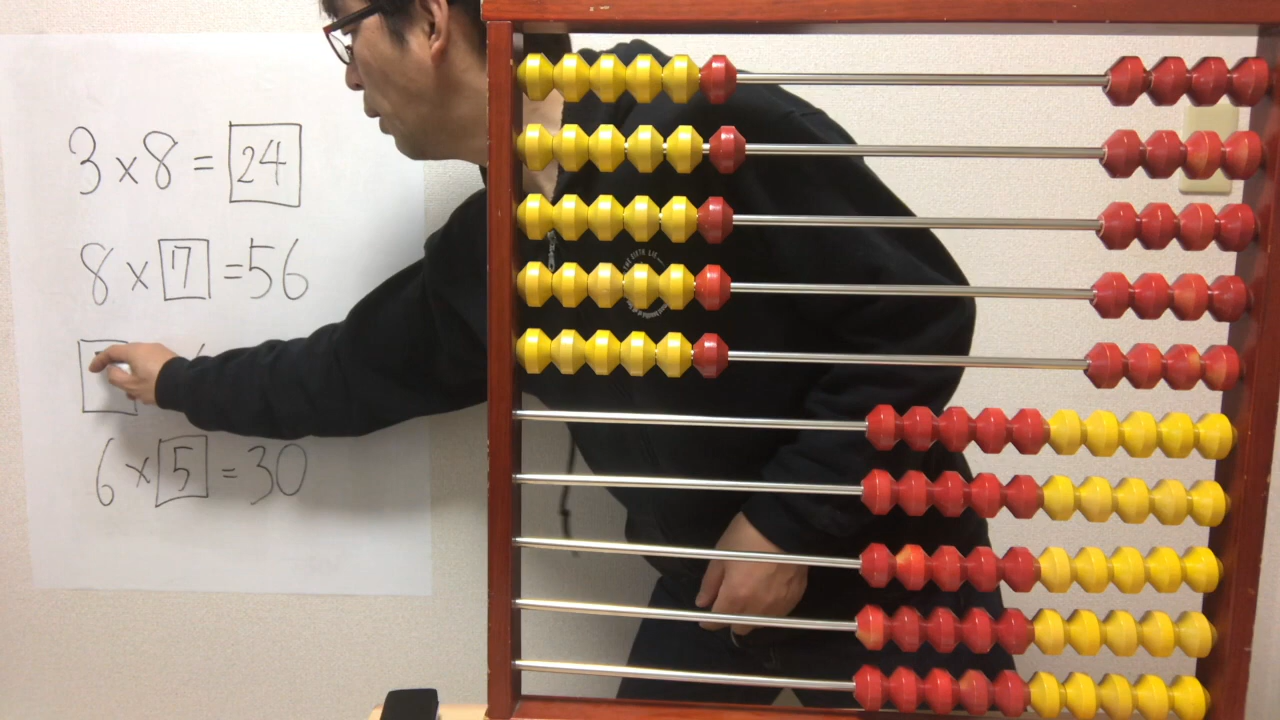 3 × 8 = 24
8 × 7 = 56
6 × 5 = 30